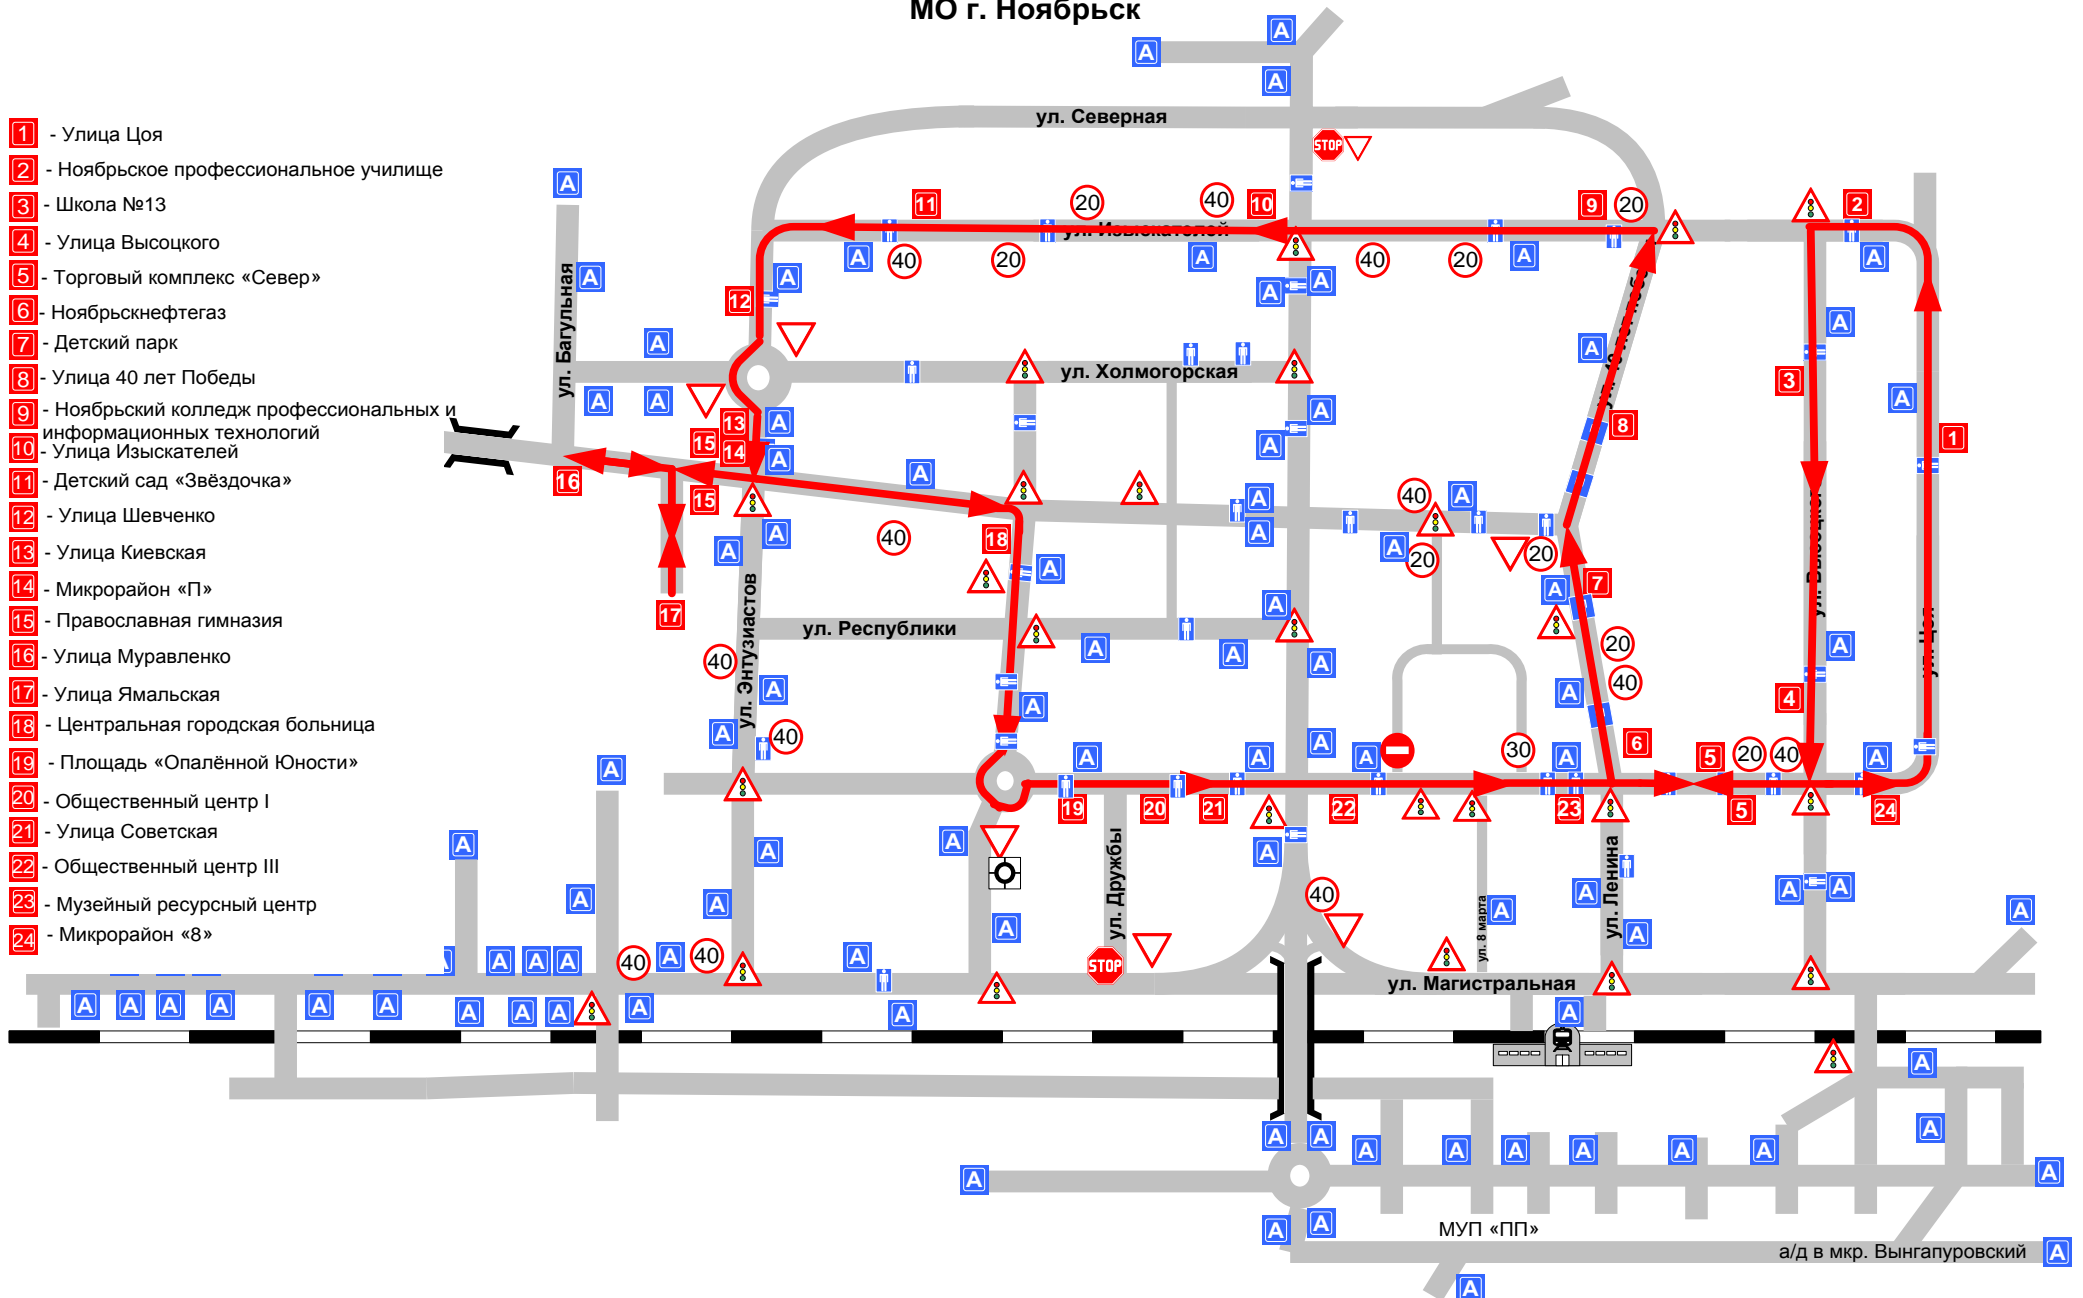 МО г. Ноябрьск
1 - Улица Цоя
2 - Ноябрьское профессиональное училище
3 - Школа №13
4 - Улица Высоцкого
5 - Торговый комплекс «Север»
6 - Ноябрьскнефтегаз
7 - Детский парк
8 - Улица 40 лет Победы
9 - Ноябрьский колледж профессиональных и
информационных технологий
10 - Улица Изыскателей
11 - Детский сад «Звёздочка»
12 - Улица Шевченко
13 - Улица Киевская
14 - Микрорайон «П»
15 - Православная гимназия
16 - Улица Муравленко
17 - Улица Ямальская
18 - Центральная городская больница
19 - Площадь «Опалённой Юности»
20 - Общественный центр I
21 - Улица Советская
22 - Общественный центр III
23 - Музейный ресурсный центр
24 - Микрорайон «8»
ул. Северная
STOP
ул. Изыскателей
ул. Багульная
ул. Холмогорская
ул. Высоцкого
ул. Цоя
ул. Энтузиастов
ул. Республики
ул. Дружбы
ул. Ленина
ул. 8 марта
STOP
ул. Магистральная
МУП «ПП»
а/д в мкр. Вынгапуровский